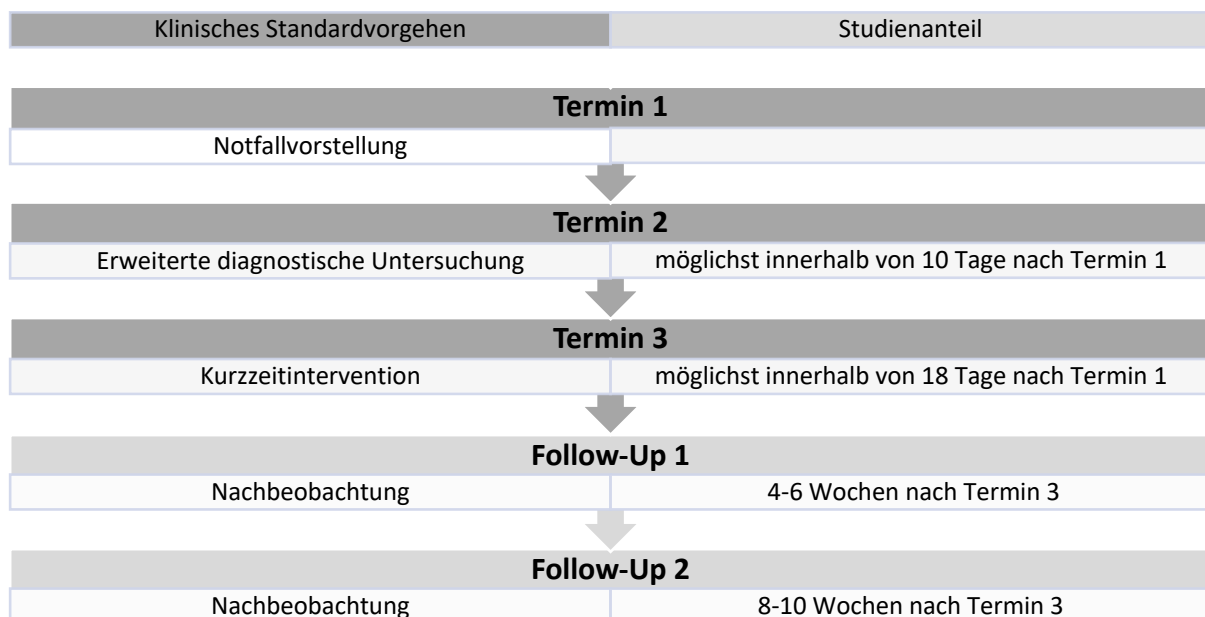 Klinisches Standardvorgehen Studienanteil
Termin 1
Notfallvorstellung
Termin 2
Erweiterte diagnostische Untersuchung möglichst innerhalb von 10 Tage nach Termin 1
Termin 3
Kurzzeitintervention möglichst innerhalb von 18 Tage nach Termin 1
Follow-Up 1
Nachbeobachtung 4-6 Wochen nach Termin 3
Follow-Up 2
Nachbeobachtung 8-10 Wochen nach Termin 3